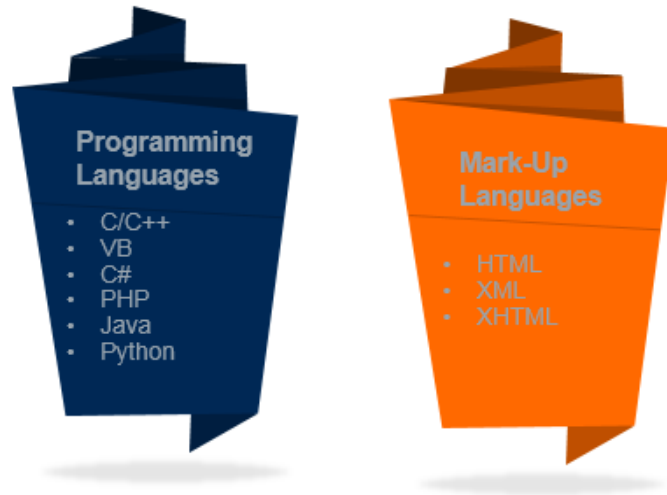 Programming
Languages
• C/C++
• VB
• C#
• PHP
• Java
• Python
Mark-Up
Languages
• HTML
• XML
• XHTML